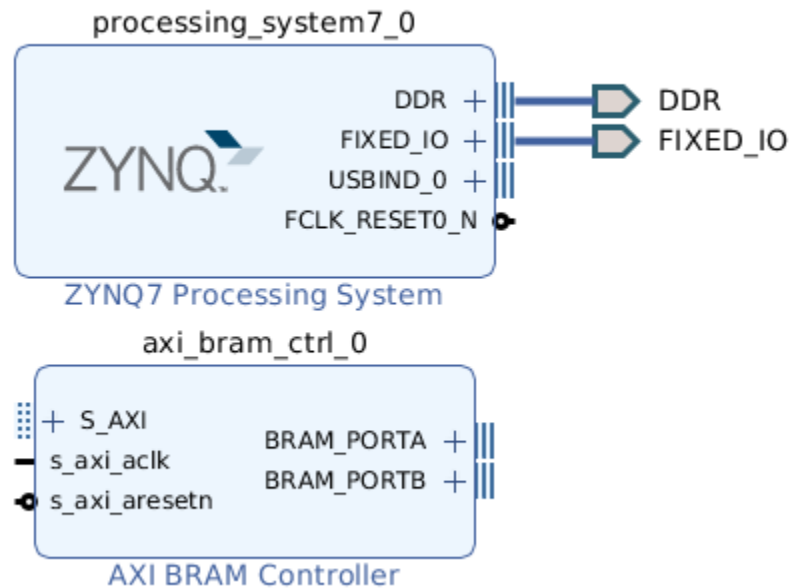 processing_system7_0
DDR
DDR
FIXED_IO
FIXED_IO
USBIND_0
FCLK_RESET0_N
ZYNQ
ZYNQ7 Processing System
axi_bram_ctrl_0
S_AXI
s_axi_aclk
s_axi_aresetn
BRAM_PORTA
BRAM_PORTB
AXI BRAM Controller